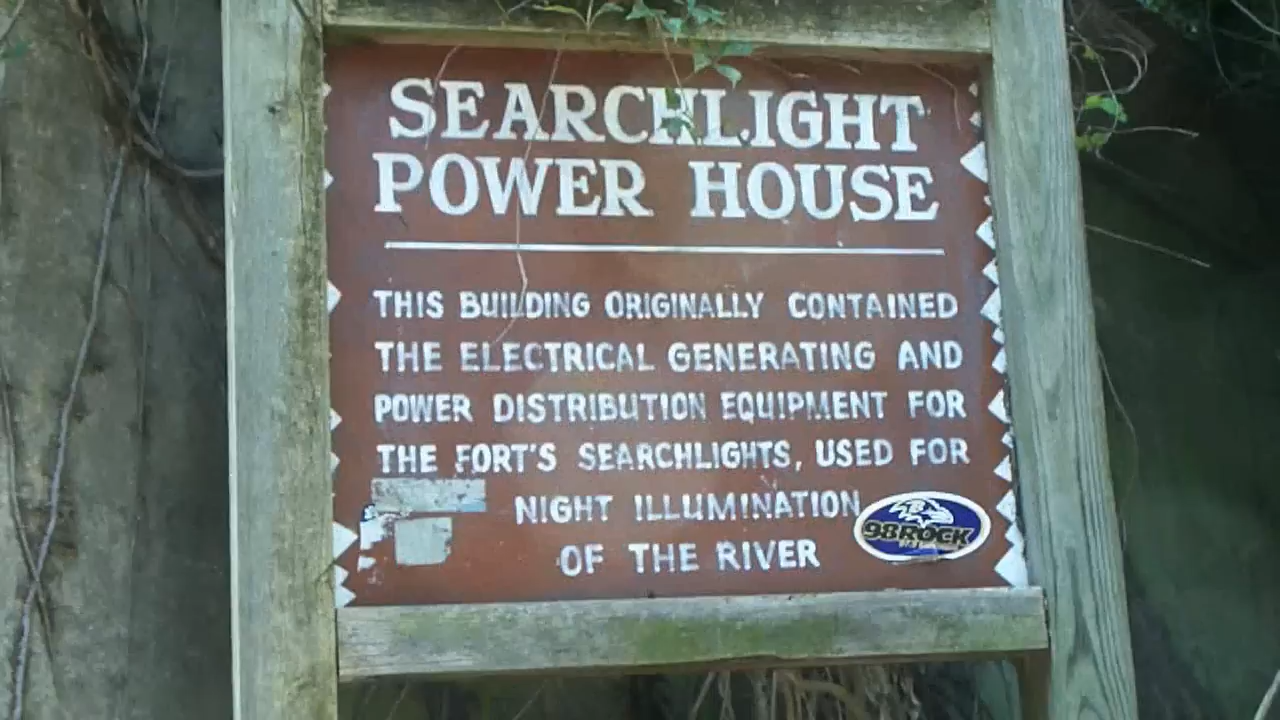 SEARCHLIGHT
POWER HOUSE
THIS BUILDING ORIGINALLY CONTAINED
THE ELECTRICAL GENERATING AND
POWER DISTRIBUTION EQUIPMENT FOR
THE FORT'S SEARCHLIGHTS, USED FOR
NIGHT ILLUMINATION
OF THE RIVER
B
98ROCK